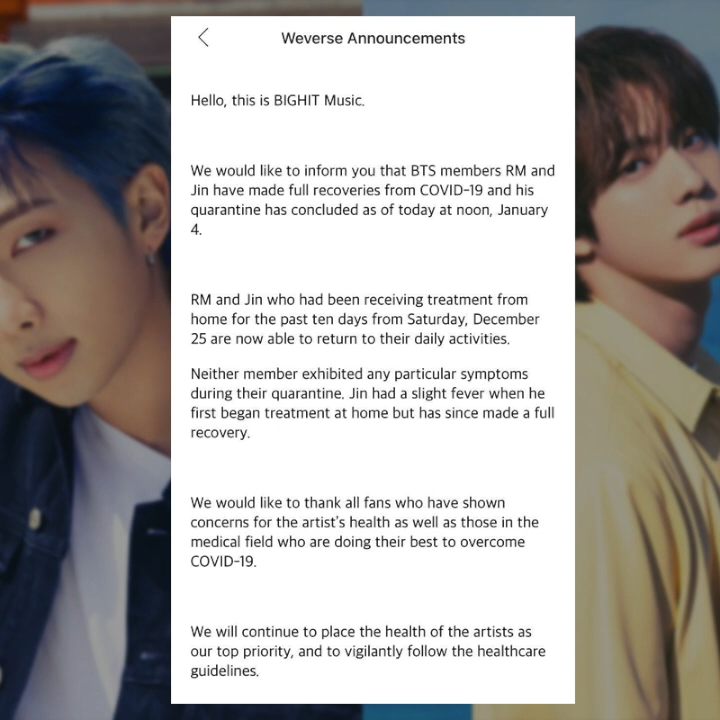 Weverse Announcements
Hello, this is BIGHIT Music.
We would like to inform you that BTS members RM and
Jin have made full recoveries from COVID-19 and his
quarantine has concluded as of today at noon, January
4.
RM and Jin who had been receiving treatment from
home for the past ten days from Saturday, December
25 are now able to return to their daily activities.
Neither member exhibited any particular symptoms
during their quarantine. Jin had a slight fever when he
first began treatment at home but has since made a full
recovery.
We would like to thank all fans who have shown
concerns for the artist's health as well as those in the
medical field who are doing their best to overcome
COVID-19.
We will continue to place the health of the artists as
our top priority, and to vigilantly follow the healthcare
guidelines.